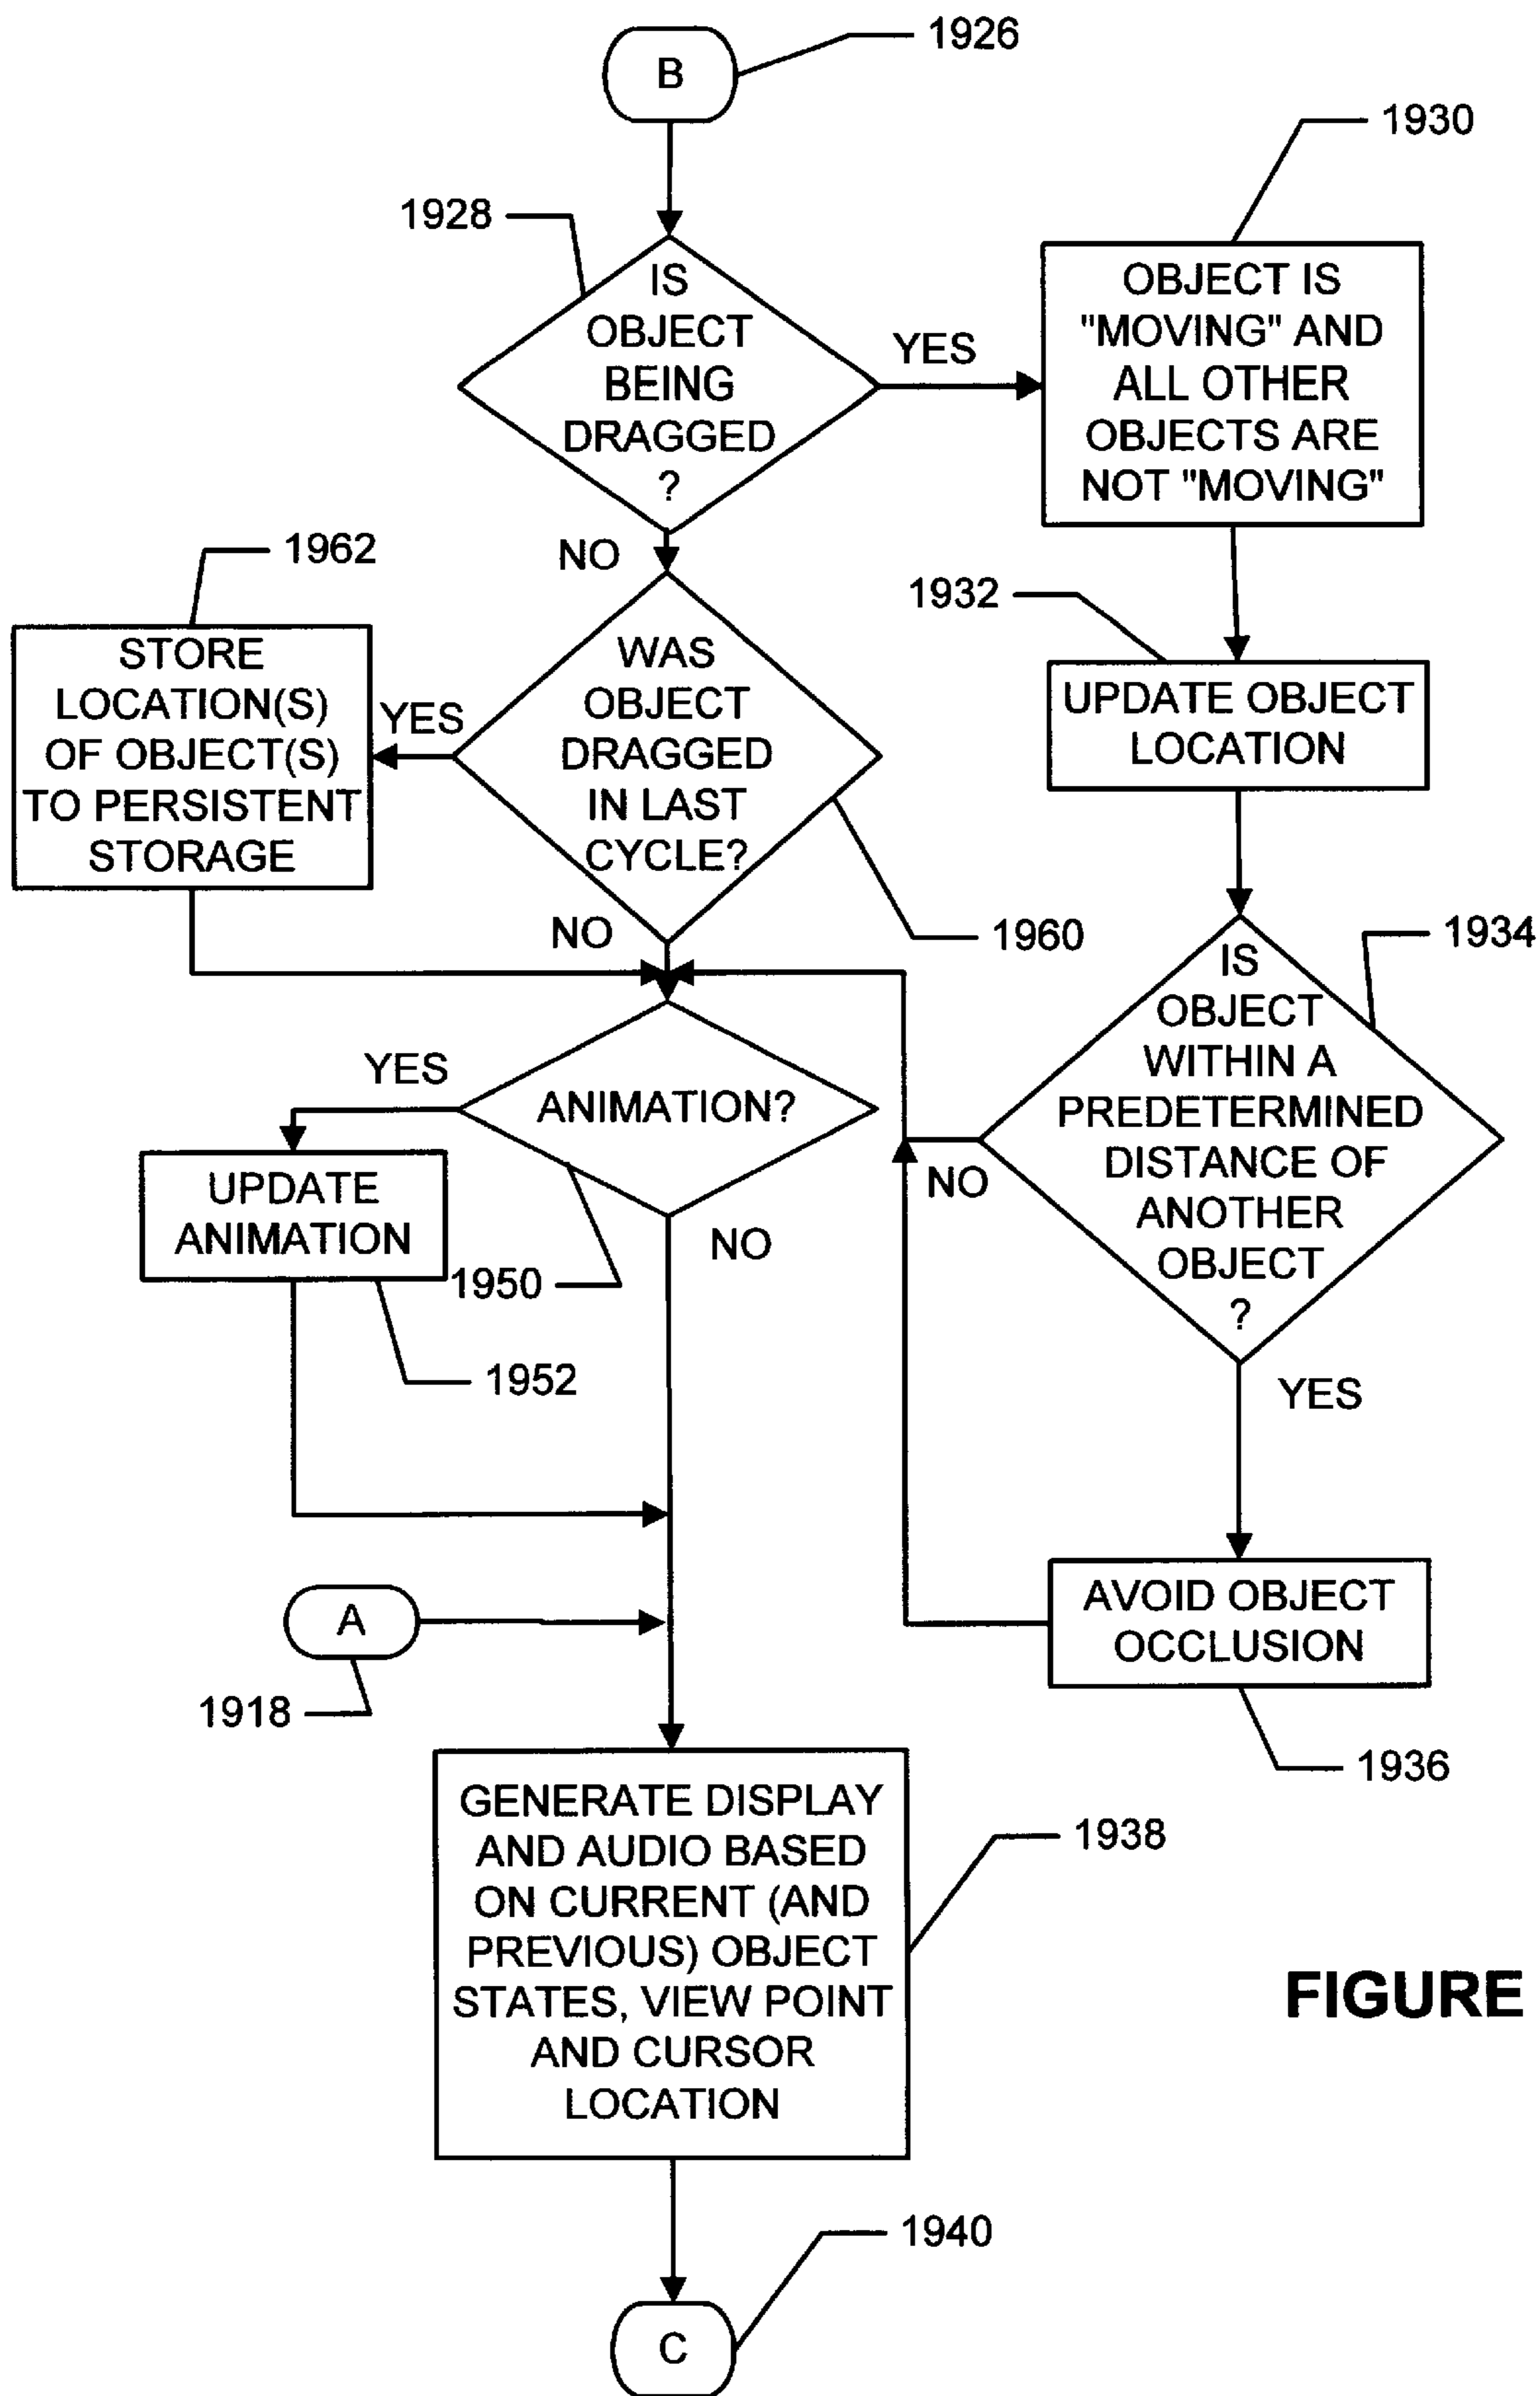 B
1926
1930
1928
IS
OBJECT
BEING
DRAGGED
?
YES
OBJECT IS
"MOVING" AND
ALL OTHER
OBJECTS ARE
NOT "MOVING"
NO
1962
1932
STORE
LOCATION(S)
OF OBJECT(S)
TO PERSISTENT
STORAGE
YES
WAS
OBJECT
DRAGGED
IN LAST
CYCLE?
UPDATE OBJECT
LOCATION
NO
1960
1934
IS
OBJECT
WITHIN A
PREDETERMINED
DISTANCE OF
ANOTHER
OBJECT
?
YES
ANIMATION?
NO
UPDATE
ANIMATION
1950
NO
1952
YES
A
1918
AVOID OBJECT
OCCLUSION
1936
GENERATE DISPLAY
AND AUDIO BASED
ON CURRENT (AND
PREVIOUS) OBJECT
STATES, VIEW POINT
AND CURSOR
LOCATION
1938
FIGURE
1940
C